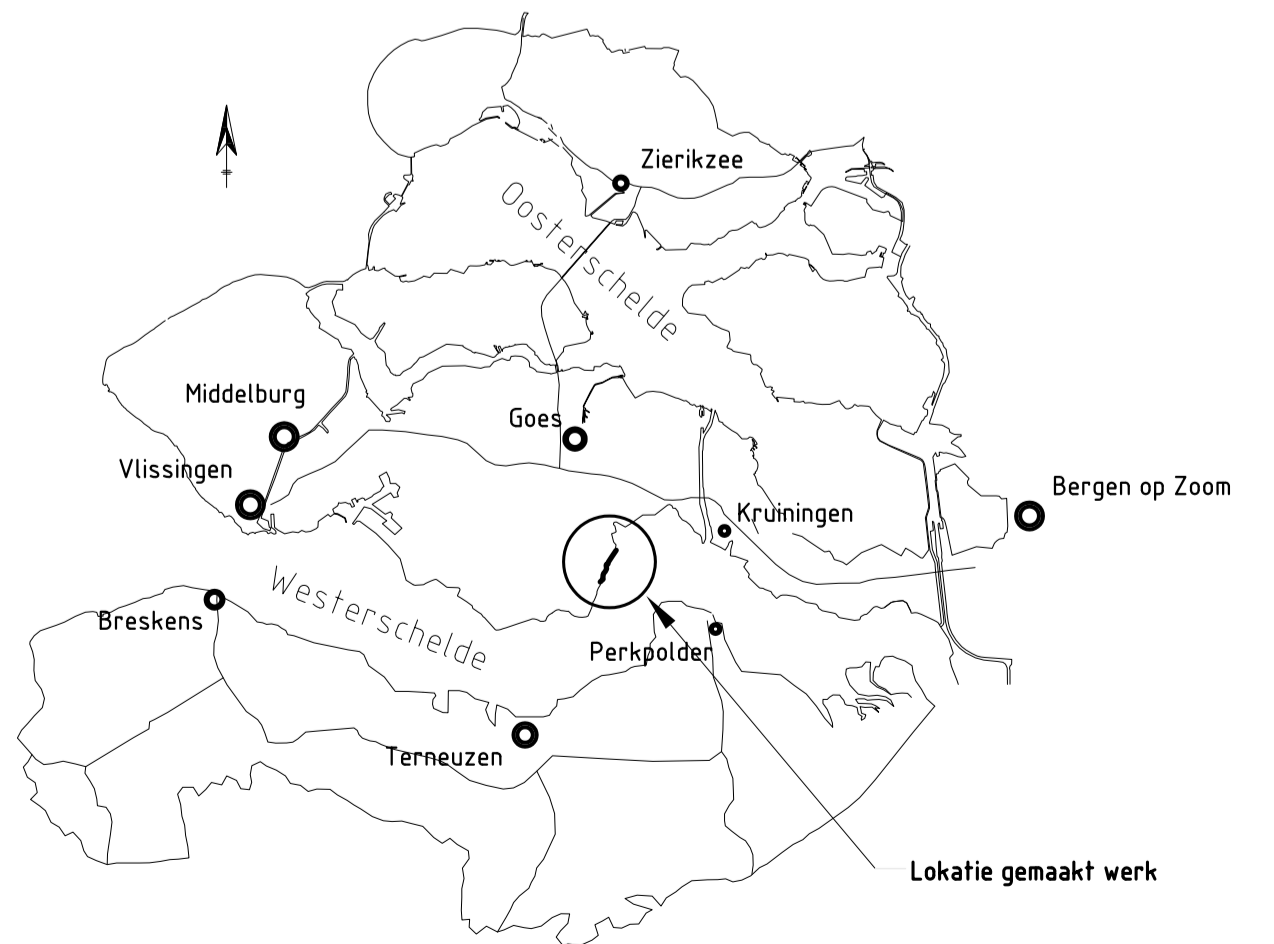 Zierikzee
Oosterschelde
Middelburg
Goes
Vlissingen
Bergen op Zoom
Kruiningen
Westerschelde
Breskens
Perkpolder
Terneuzen
Lokatie gemaakt werk